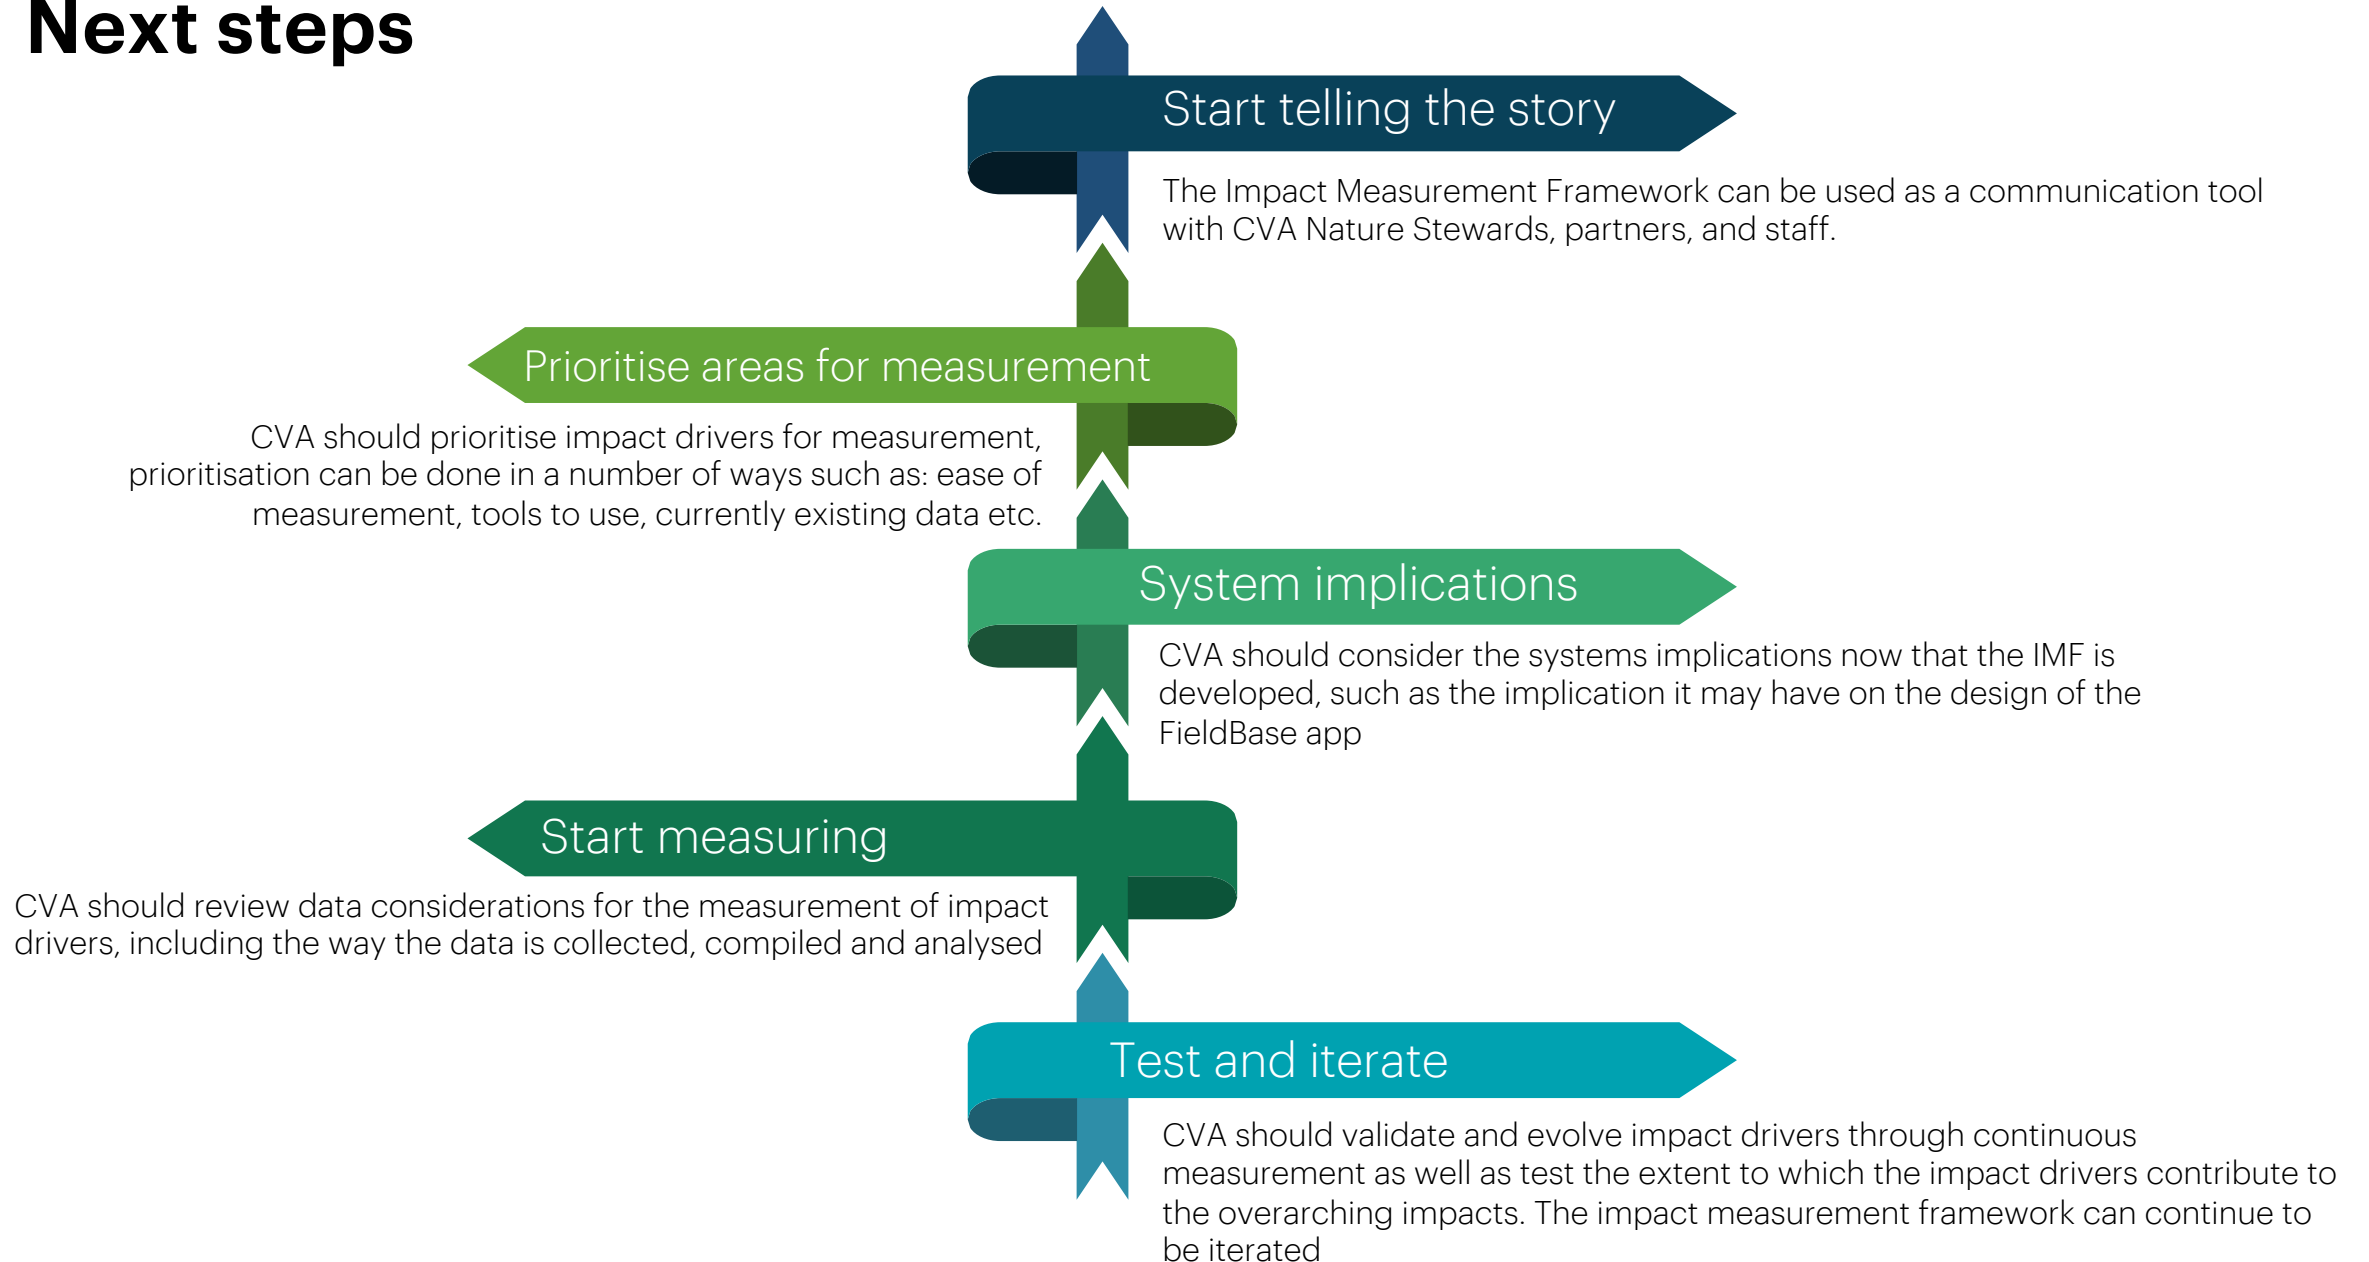 Next steps
Start telling the story
The Impact Measurement Framework can be used as a communication tool
with CVA Nature Stewards, partners, and staff.
Prioritise areas for measurement
CVA should prioritise impact drivers for measurement,
prioritisation can be done in a number of ways such as: ease of
measurement, tools to use, currently existing data etc.
System implications
CVA should consider the systems implications now that the IMF is
developed, such as the implication it may have on the design of the
FieldBase app
Start measuring
CVA should review data considerations for the measurement of impact
drivers, including the way the data is collected, compiled and analysed
Test and iterate
CVA should validate and evolve impact drivers through continuous
measurement as well as test the extent to which the impact drivers contribute to
the overarching impacts. The impact measurement framework can continue to
be iterated